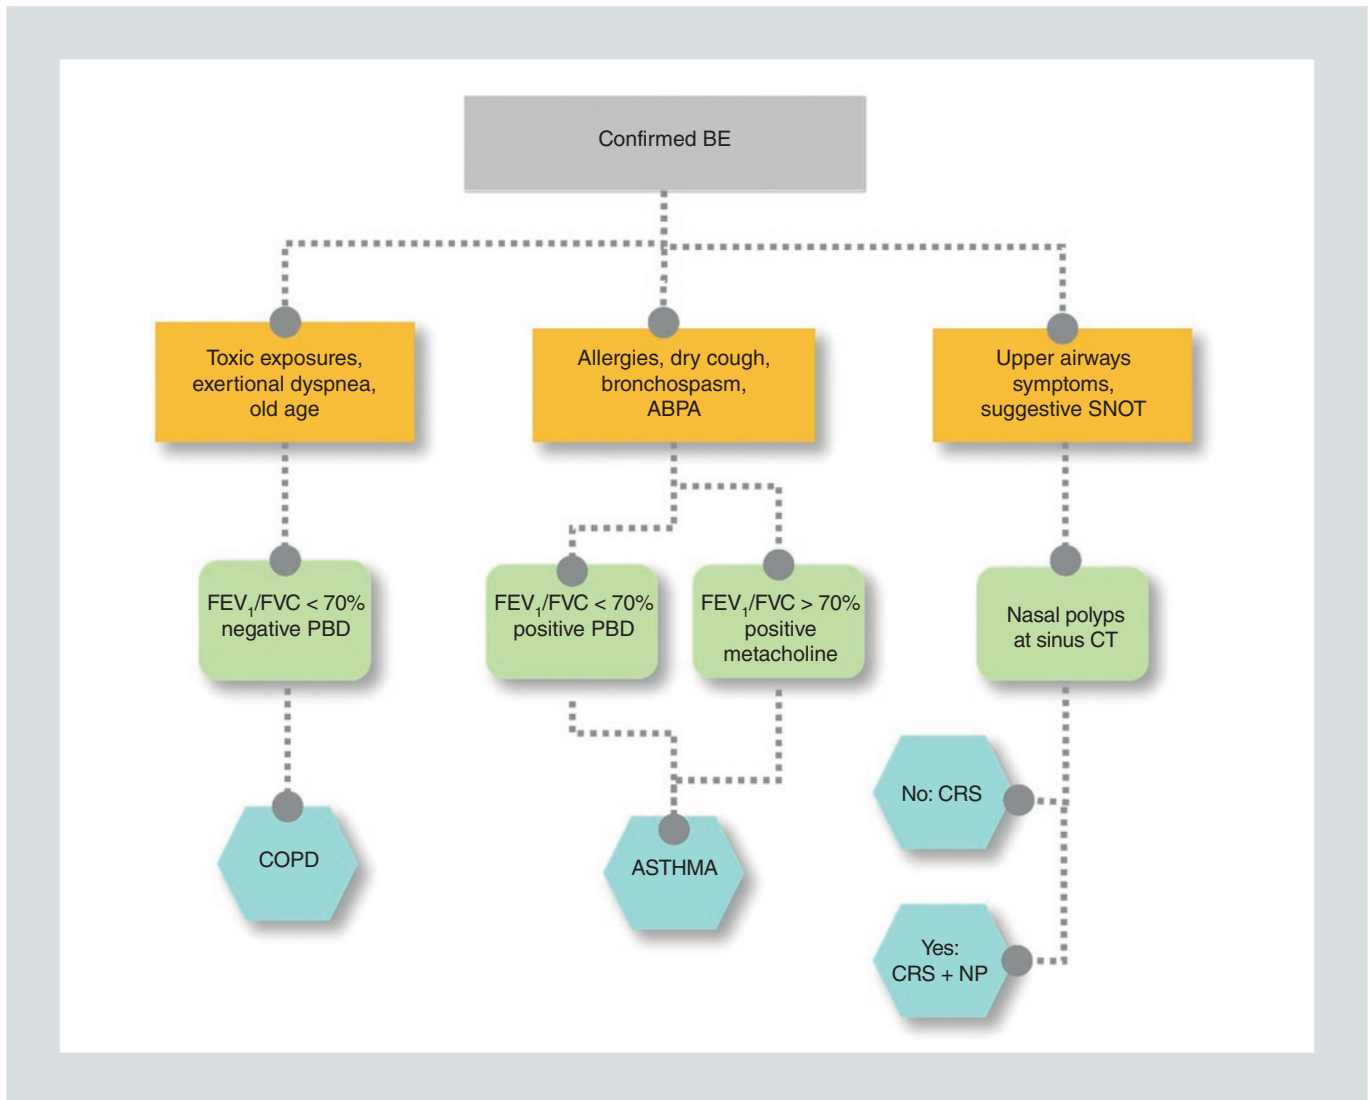 Confirmed BE
Toxic exposures,
exertional dyspnea,
old age
Allergies, dry cough,
bronchospasm,
ABPA
Upper airways
symptoms,
suggestive SNOT
FEV₁/FVC < 70%
negative PBD
FEV₁/FVC < 70%
positive PBD
FEV₁/FVC > 70%
positive
metacholine
Nasal polyps
at sinus CT
COPD
ASTHMA
No: CRS
Yes:
CRS + NP